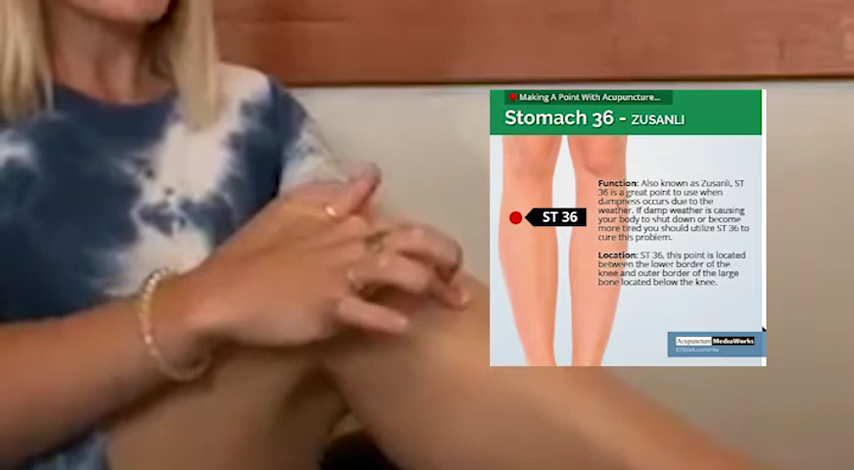 Making A Point With Acupuncture...
Stomach 36 - ZUSANLI
Function: Also known as Zusanli, ST
36 is a great point to use when
dampness occurs due to the
weather. If damp weather is causing
your body to shut down or become
more tired you should utilize ST 36 to
cure this problem.
ST 36
Location: ST 36, this point is located
between the lower border of the
knee and outer border of the large
bone located below the knee.
Acupuncture MediaWorks